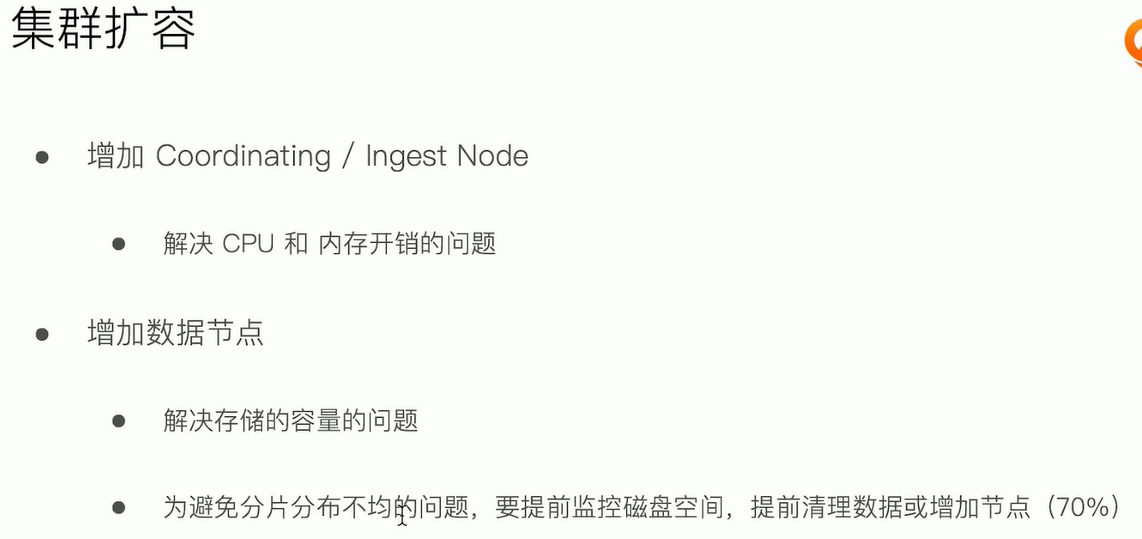 集群扩容
增加 Coordinating / Ingest Node
解决 CPU 和 内存开销的问题
增加数据节点
解决存储的容量的问题
为避免分片分布不均的问题，要提前监控磁盘空间，提前清理数据或增加节点（70%）